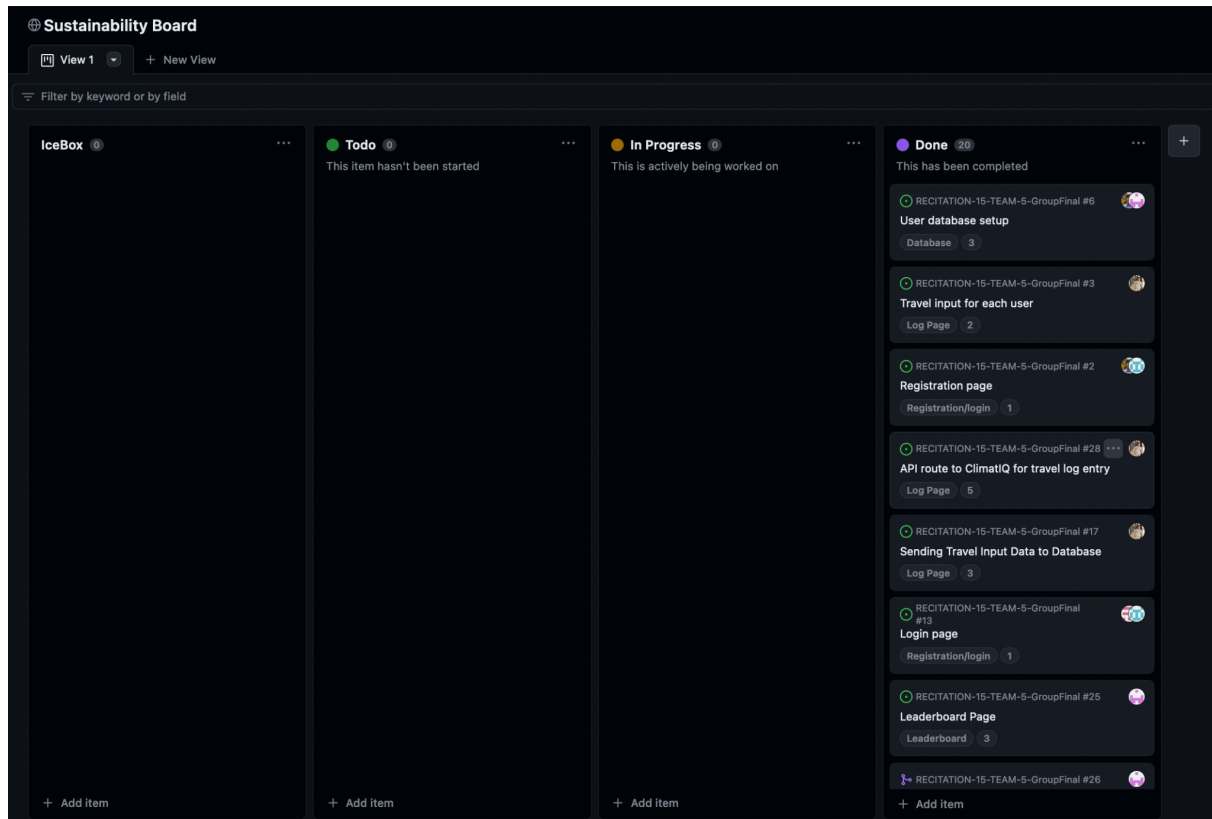 Sustainability Board
View 1
New View
Filter by keyword or by field
IceBox 0
Todo 0
This item hasn't been started
In Progress 0
This is actively being worked on
Done 20
This has been completed
RECITATION-15-TEAM-5-GroupFinal #6
User database setup
Database 3
RECITATION-15-TEAM-5-GroupFinal #3
Travel input for each user
Log Page 2
RECITATION-15-TEAM-5-GroupFinal #2
Registration page
Registration/login 1
RECITATION-15-TEAM-5-GroupFinal #28
API route to ClimatIQ for travel log entry
Log Page 5
RECITATION-15-TEAM-5-GroupFinal #17
Sending Travel Input Data to Database
Log Page 3
RECITATION-15-TEAM-5-GroupFinal
#13
Login page
Registration/login 1
RECITATION-15-TEAM-5-GroupFinal #25
Leaderboard Page
Leaderboard 3
RECITATION-15-TEAM-5-GroupFinal #26
+ Add item
+ Add item
+ Add item
+ Add item